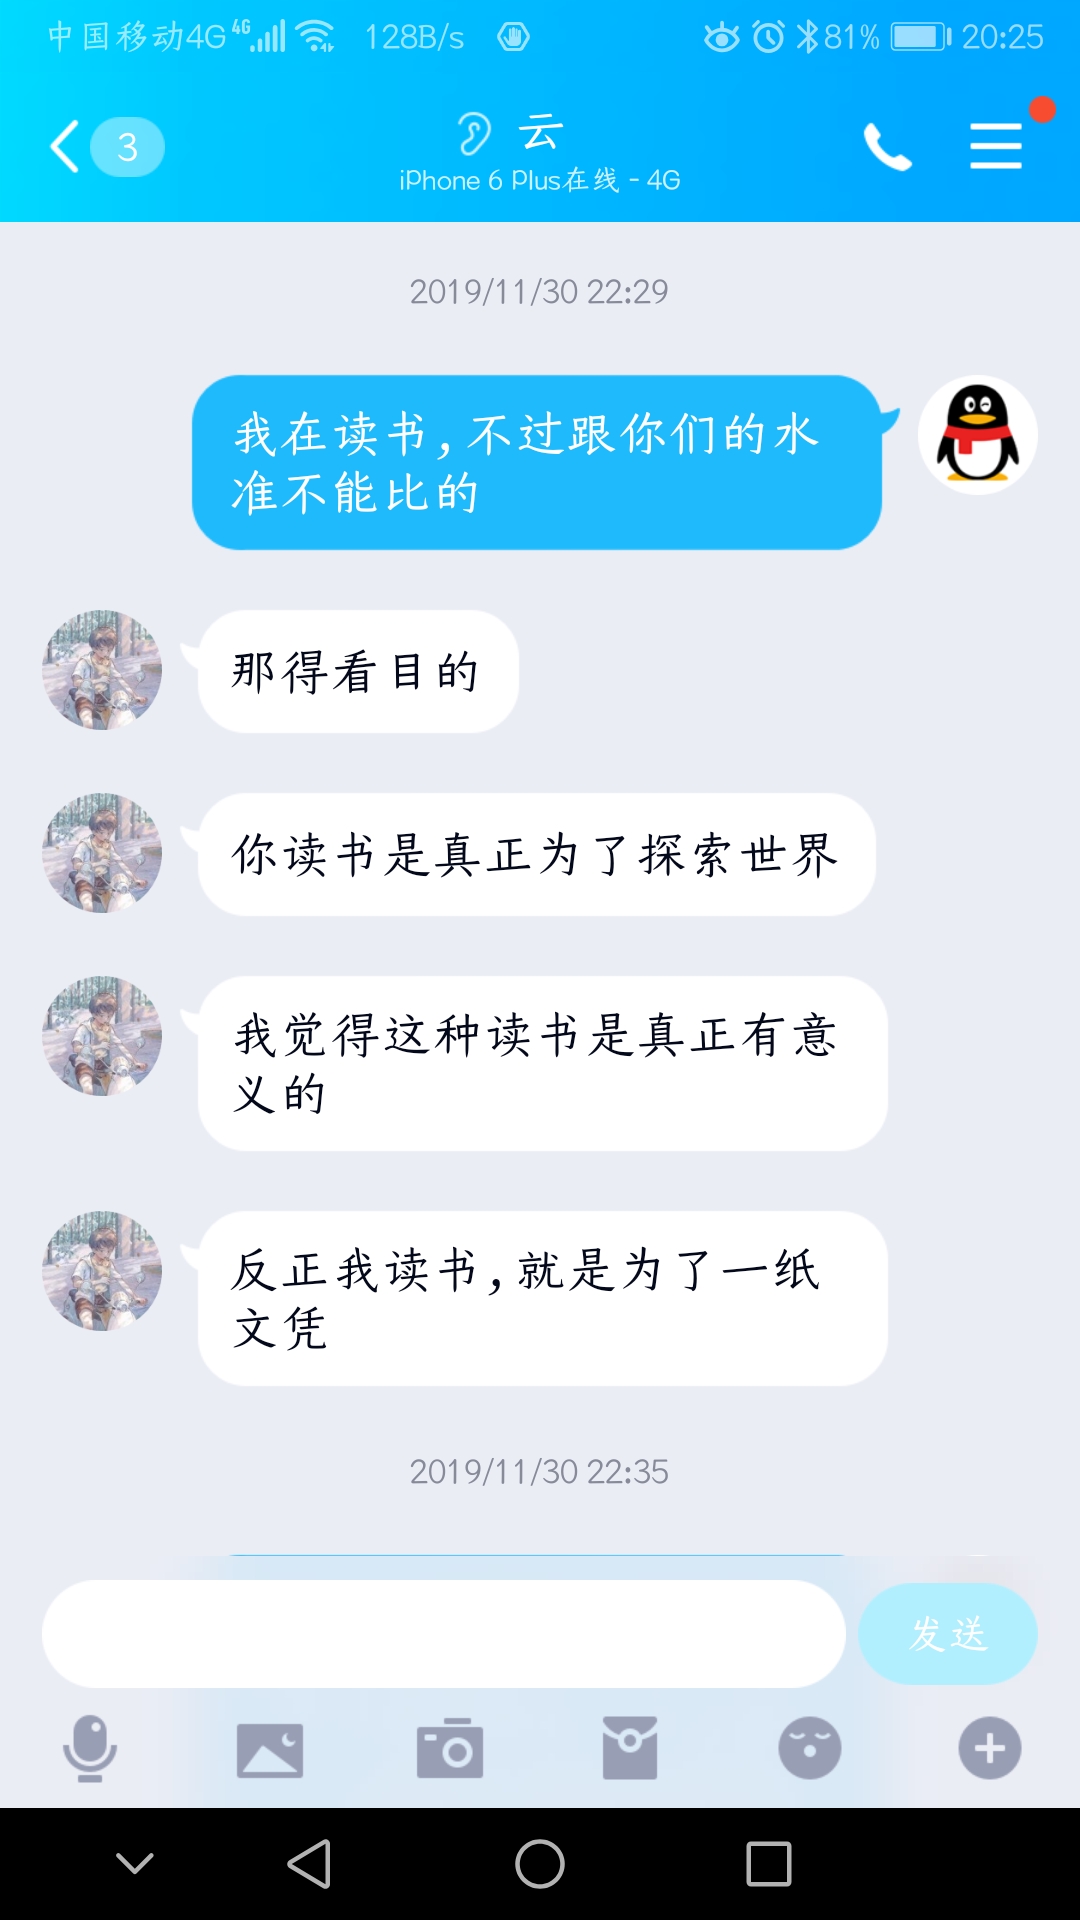 中国移动4G 4G 128B/s 81% 20:25
3 云
iPhone 6 Plus在线 - 4G
2019/11/30 22:29
我在读书,不过跟你们的水
准不能比的
那得看目的
你读书是真正为了探索世界
我觉得这种读书是真正有意
义的
反正我读书,就是为了一纸
文凭
2019/11/30 22:35
发送